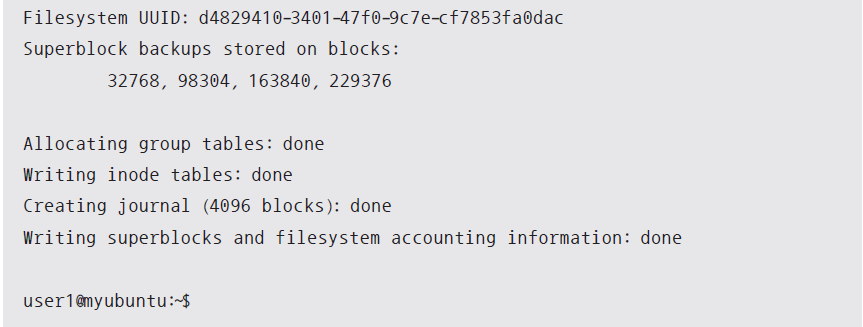 Filesystem UUID: d4829410-3401-47f0-9c7e-cf7853fa0dac
Superblock backups stored on blocks:
32768, 98304, 163840, 229376
Allocating group tables: done
Writing inode tables: done
Creating journal (4096 blocks): done
Writing superblocks and filesystem accounting information: done
user1@myubuntu:~$